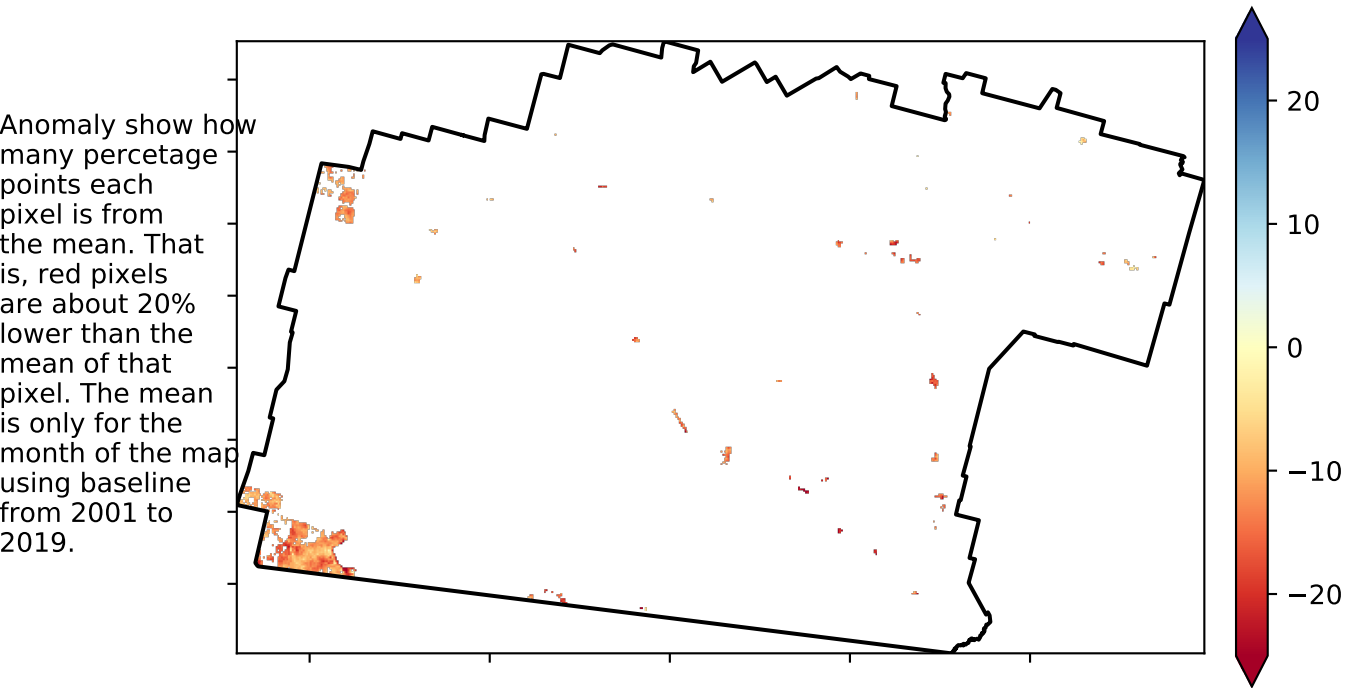 Anomaly show how
many percetage
points each
pixel is from
the mean. That
is, red pixels
are about 20%
lower than the
mean of that
pixel. The mean
is only for the
month of the map
using baseline
from 2001 to
2019.
20
10
0
−10
−20